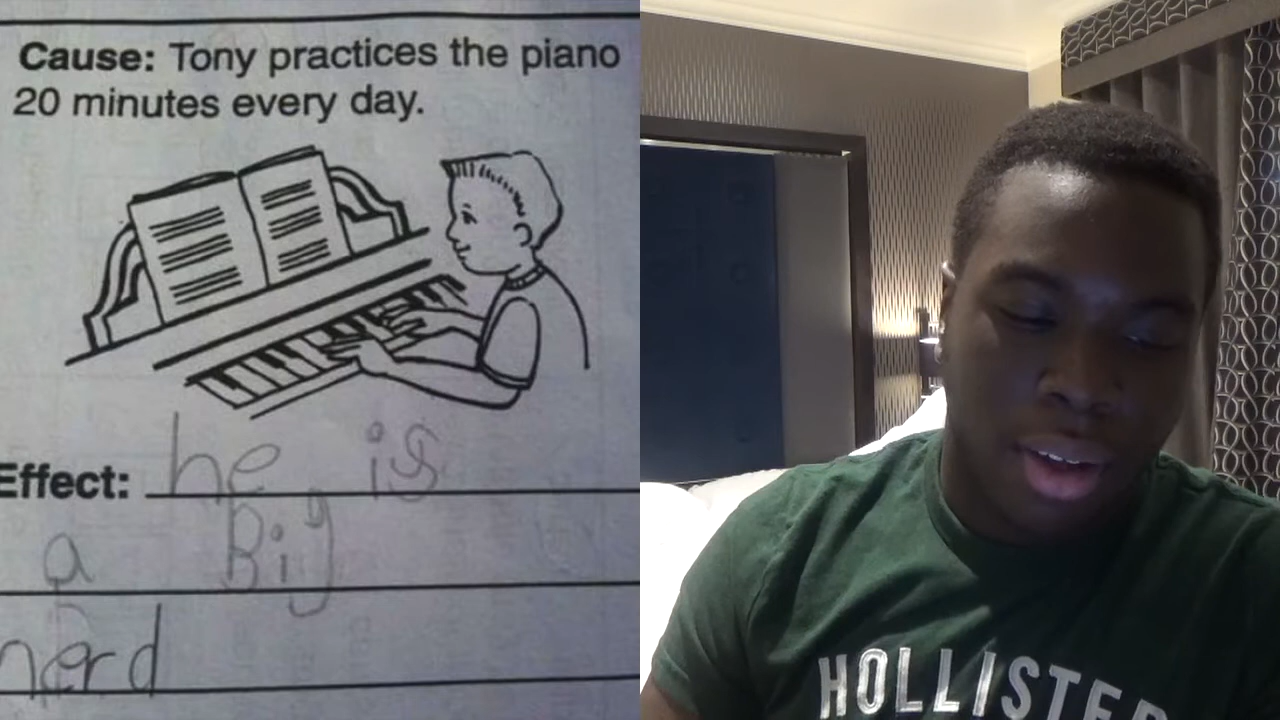 Cause: Tony practices the piano
20 minutes every day.
Effect: he is
a Big
nerd
HOLLISTER